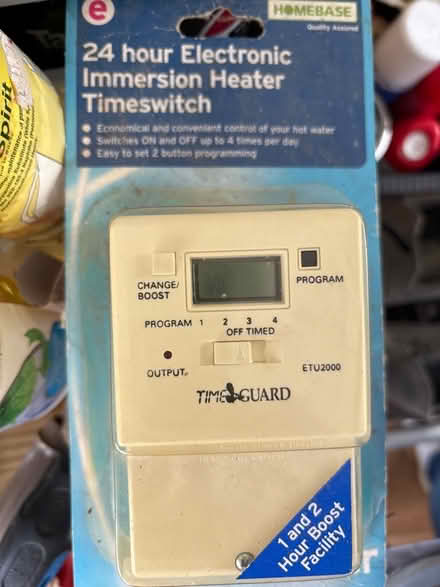 e
HOMEBASE
Quality Assured
24 hour Electronic
Immersion Heater
Timeswitch
Economical and convenient control of your hot water
Switches ON and OFF up to 4 times per day
Easy to set 2 button programming
Spirit
CHANGE/
BOOST
PROGRAM
PROGRAM 1 2 3 4
OFF TIMED
OUTPUT
ETU2000
TIMEGUARD
1 and 2
Hour Boost
Facility